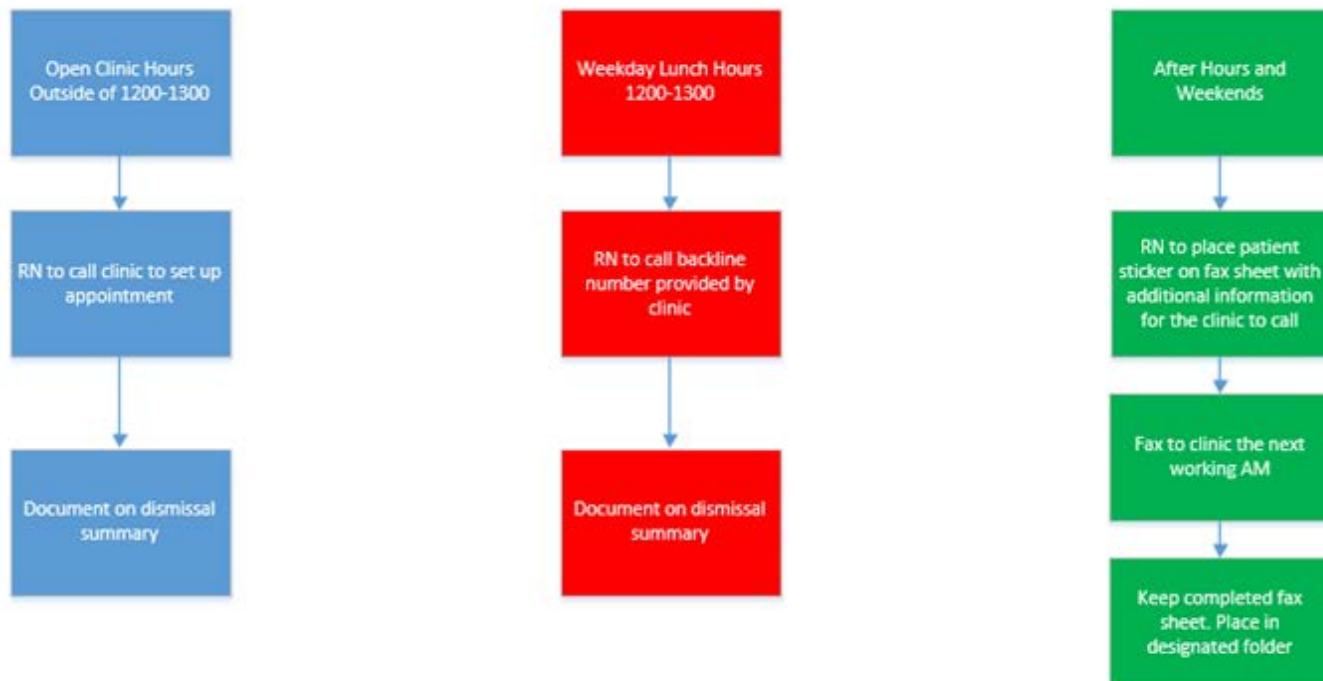 Open Clinic Hours
Outside of 1200-1300
RN to call clinic to set up
appointment
Document on dismissal
summary
Weekday Lunch Hours
1200-1300
RN to call backline
number provided by
clinic
Document on dismissal
summary
After Hours and
Weekends
RN to place patient
sticker on fax sheet with
additional information
for the clinic to call
Fax to clinic the next
working AM
Keep completed fax
sheet. Place in
designated folder